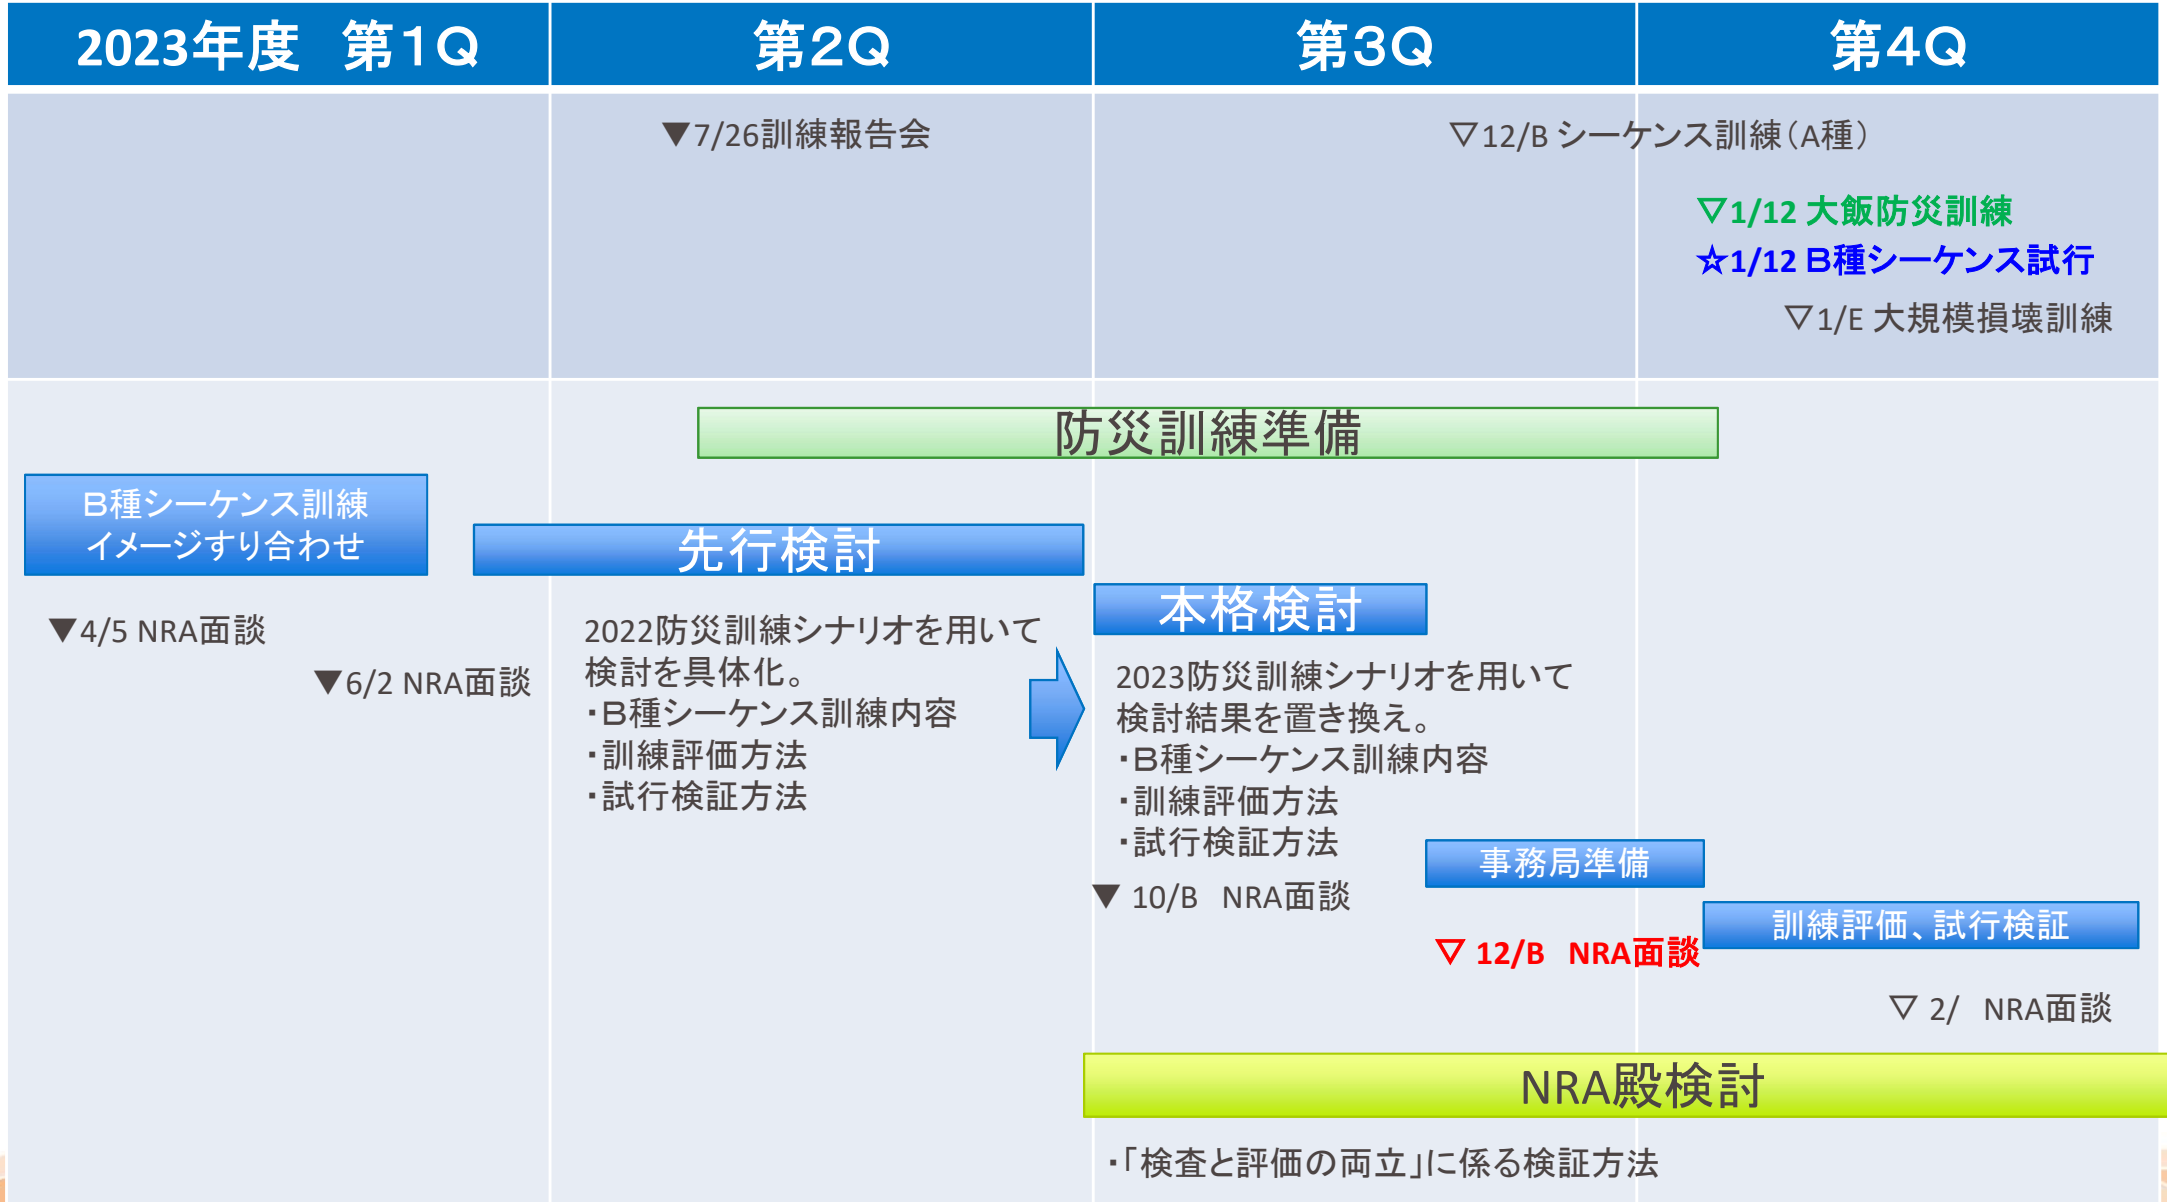 2023年度　第１Ｑ
第２Ｑ
第３Ｑ
第４Ｑ
▼7/26訓練報告会
▽12/B シーケンス訓練（A種）
▽1/12 大飯防災訓練
☆1/12 Ｂ種シーケンス試行
▽1/E 大規模損壊訓練
防災訓練準備
Ｂ種シーケンス訓練
イメージすり合わせ
先行検討
本格検討
▼4/5 NRA面談
▼6/2 NRA面談
2022防災訓練シナリオを用いて
検討を具体化。
・Ｂ種シーケンス訓練内容
・訓練評価方法
・試行検証方法
2023防災訓練シナリオを用いて
検討結果を置き換え。
・Ｂ種シーケンス訓練内容
・訓練評価方法
・試行検証方法
事務局準備
▼ 10/B　NRA面談
訓練評価、試行検証
▽ 12/B　NRA面談
▽ 2/　NRA面談
NRA殿検討
・「検査と評価の両立」に係る検証方法